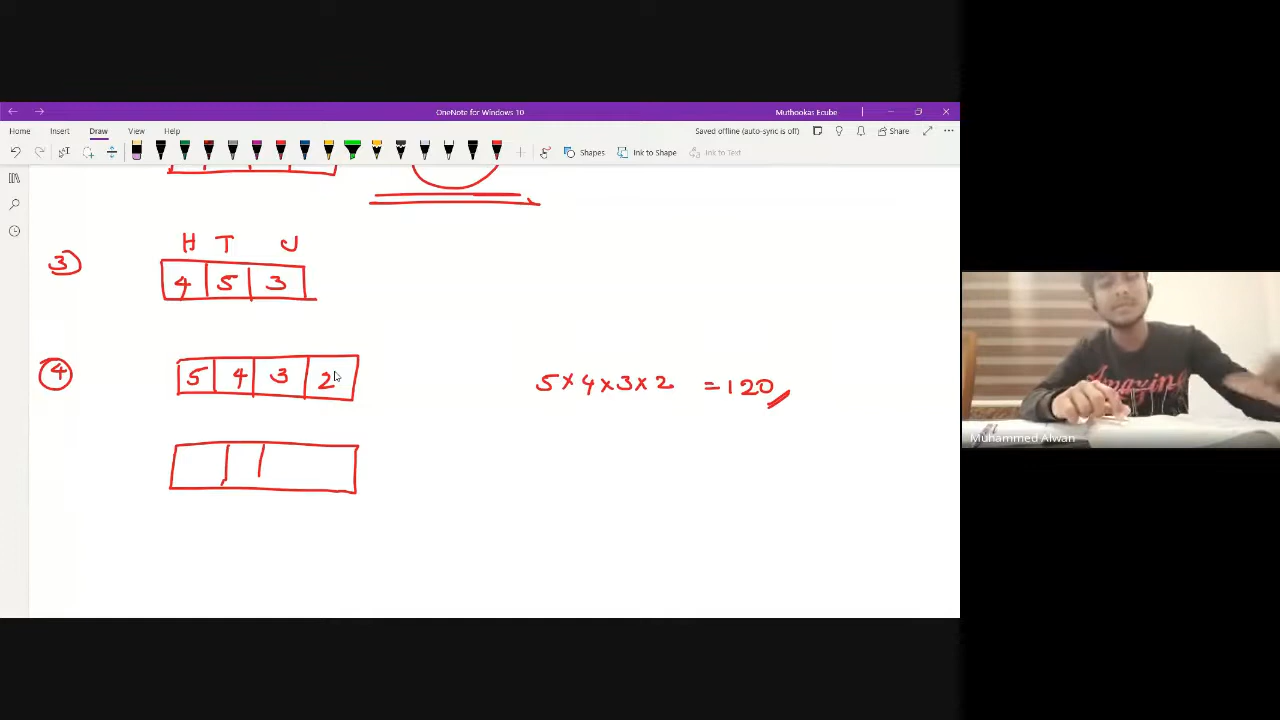 OneNote for Windows 10
Muthookas Ecube
Home Insert Draw View Help
Saved offline (auto-sync is off)
Share
Shapes
Ink to Shape
Ink to Text
H T U
3 4 5 3
4 5 4 3 2
5 × 4 × 3 × 2 = 120
Amazing
Muhammed Alwan